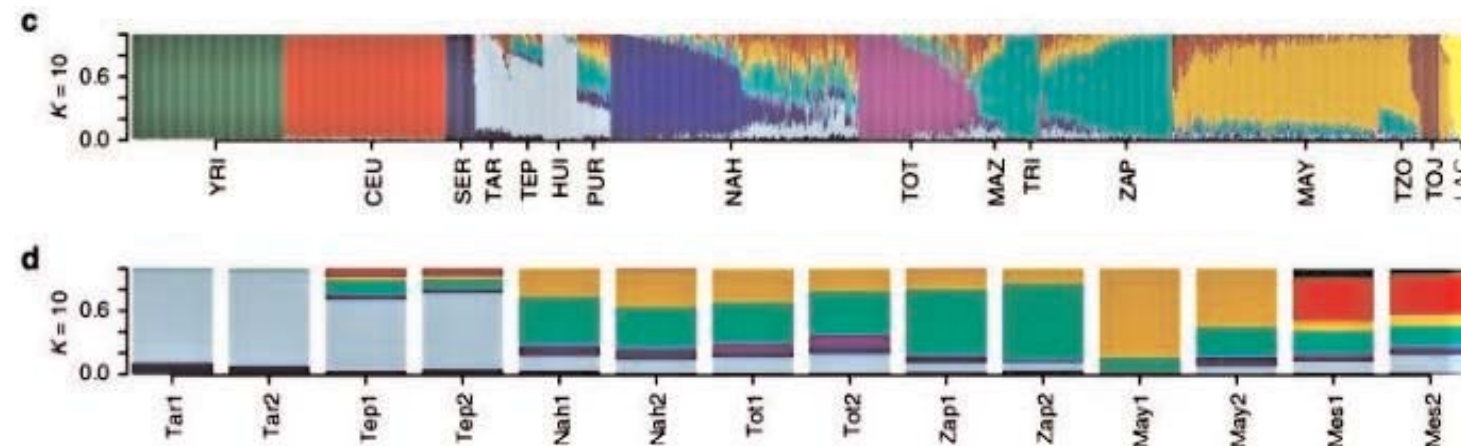 c
K = 10
0.6
0.0
YRI
CEU
SER
TAR
TEP
HUI
PUR
NAH
TOT
MAZ
TRI
ZAP
MAY
TZO
TOJ
d
K = 10
0.6
0.0
Tar1
Tar2
Tep1
Tep2
Nah1
Nah2
Tot1
Tot2
Zap1
Zap2
May1
May2
Mes1
Mes2